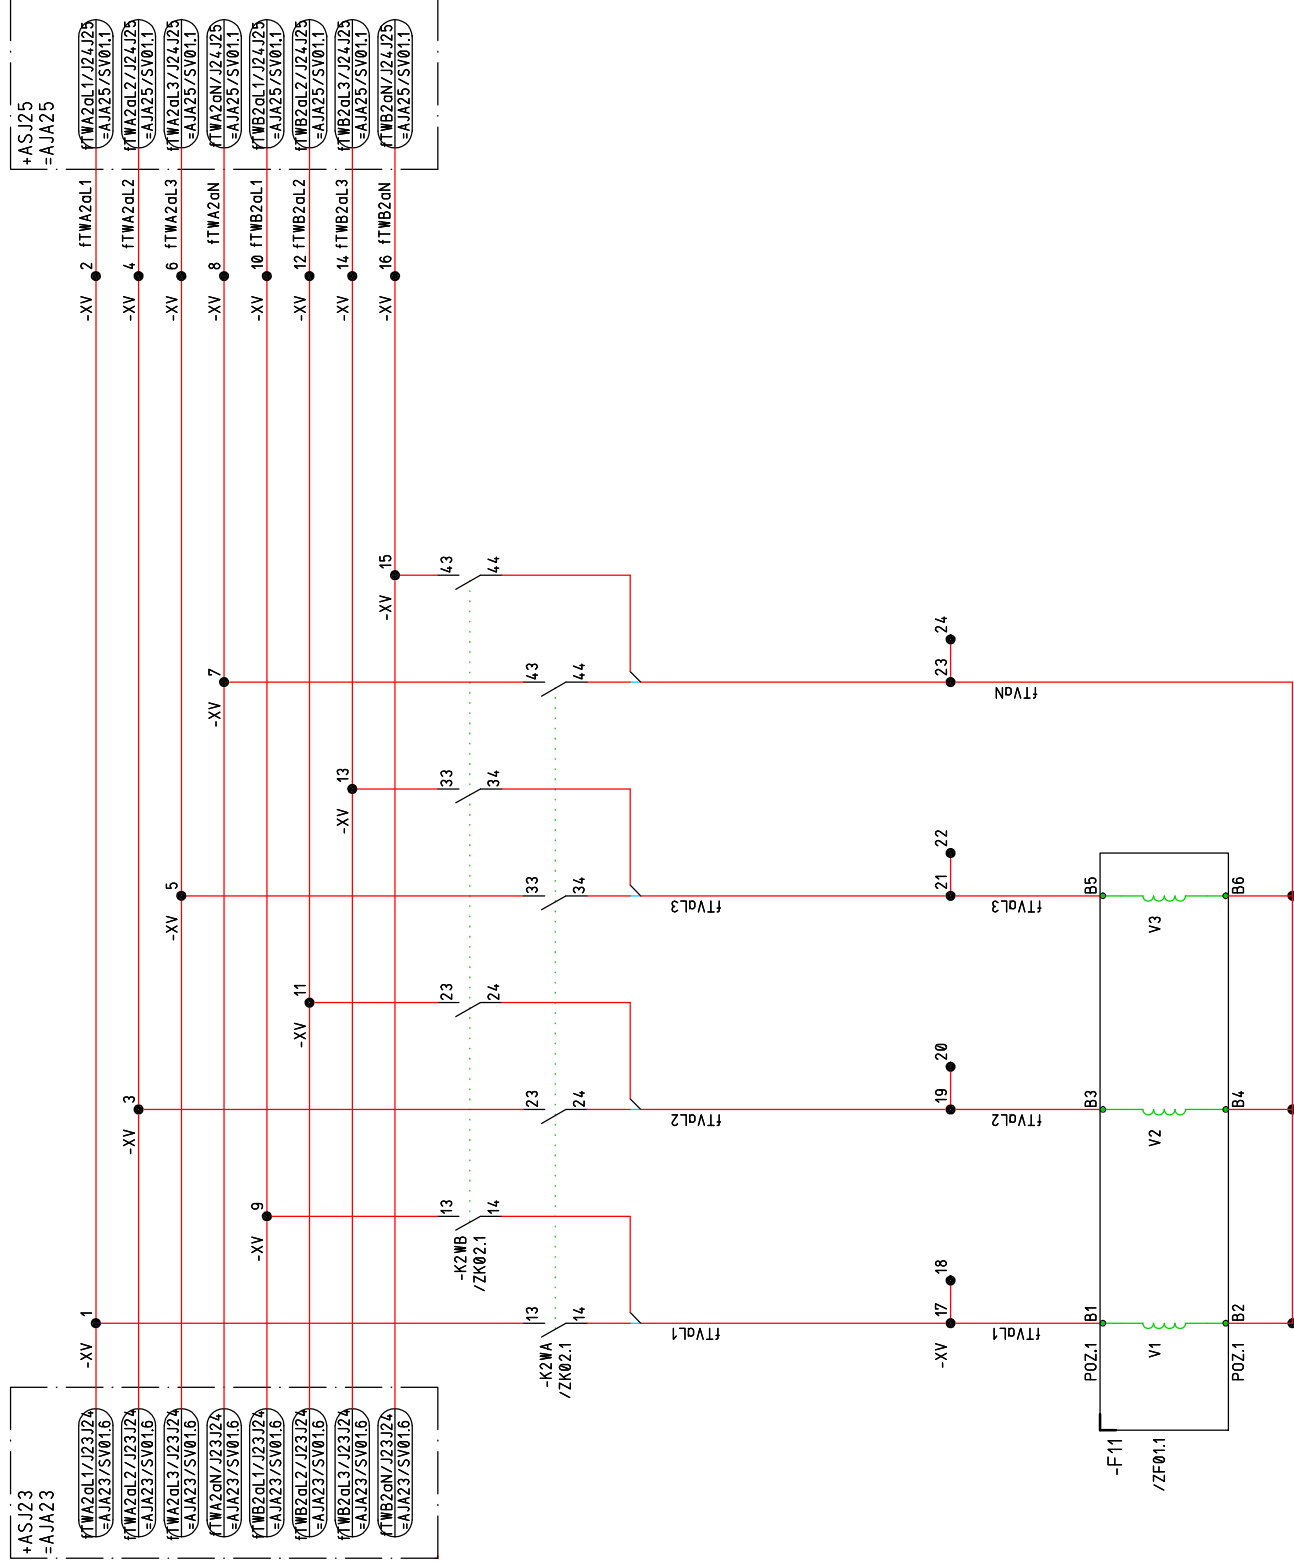 +ASJ23
=AJA23
fTWA2aL1/J23J24
=AJA23/SV01.6
fTWA2aL2/J23J24
=AJA23/SV01.6
fTWA2aL3/J23J24
=AJA23/SV01.6
fTWA2aN/J23J24
=AJA23/SV01.6
fTWB2aL1/J23J24
=AJA23/SV01.6
fTWB2aL2/J23J24
=AJA23/SV01.6
fTWB2aL3/J23J24
=AJA23/SV01.6
fTWB2aN/J23J24
=AJA23/SV01.6
+ASJ25
=AJA25
fTWA2aL1/J24J25
=AJA25/SV01.1
fTWA2aL2/J24J25
=AJA25/SV01.1
fTWA2aL3/J24J25
=AJA25/SV01.1
fTWA2aN/J24J25
=AJA25/SV01.1
fTWB2aL1/J24J25
=AJA25/SV01.1
fTWB2aL2/J24J25
=AJA25/SV01.1
fTWB2aL3/J24J25
=AJA25/SV01.1
fTWB2aN/J24J25
=AJA25/SV01.1
-XV 2 fTWA2aL1
-XV 4 fTWA2aL2
-XV 6 fTWA2aL3
-XV 8 fTWA2aN
-XV 10 fTWB2aL1
-XV 12 fTWB2aL2
-XV 14 fTWB2aL3
-XV 16 fTWB2aN
-XV 1
-XV 3
-XV 5
-XV 7
-XV 9
-XV 11
-XV 13
-XV 15
-K2WB
/ZK02.1
13
14
23
24
33
34
43
44
-K2WA
/ZK02.1
13
14
23
24
33
34
43
44
fTVaL1
fTVaL2
fTVaL3
-XV 17 18
19 20
21 22
23 24
fTVaL1
fTVaL2
fTVaL3
fTVaN
-F11
/ZF01.1
POZ.1 B1
B3
B5
V1
V2
V3
POZ.1 B2
B4
B6